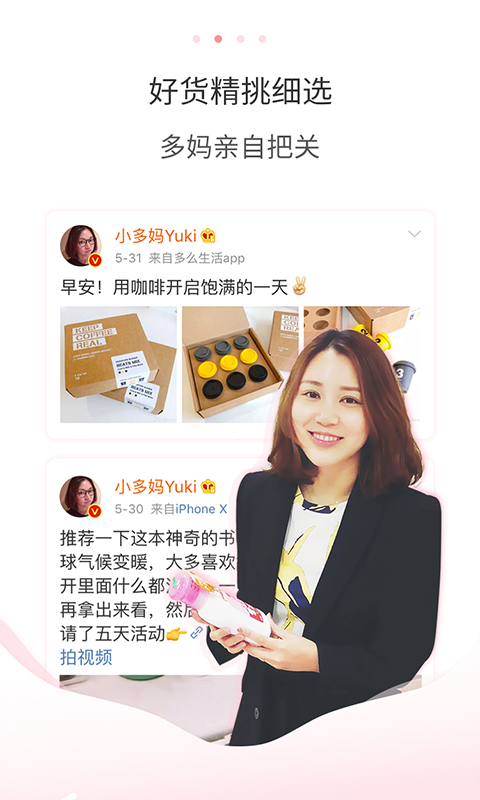 好货精挑细选
多妈亲自把关
小多妈Yuki
5-31 来自多么生活app
早安！用咖啡开启饱满的一天✌
KEEP
COFFEE
REAL
BEATS MIX
3
小多妈Yuki
5-30 来自iPhone X
推荐一下这本神奇的书
球气候变暖，大多喜欢
开里面什么都
再拿出来看，然后
请了五天活动👉
拍视频